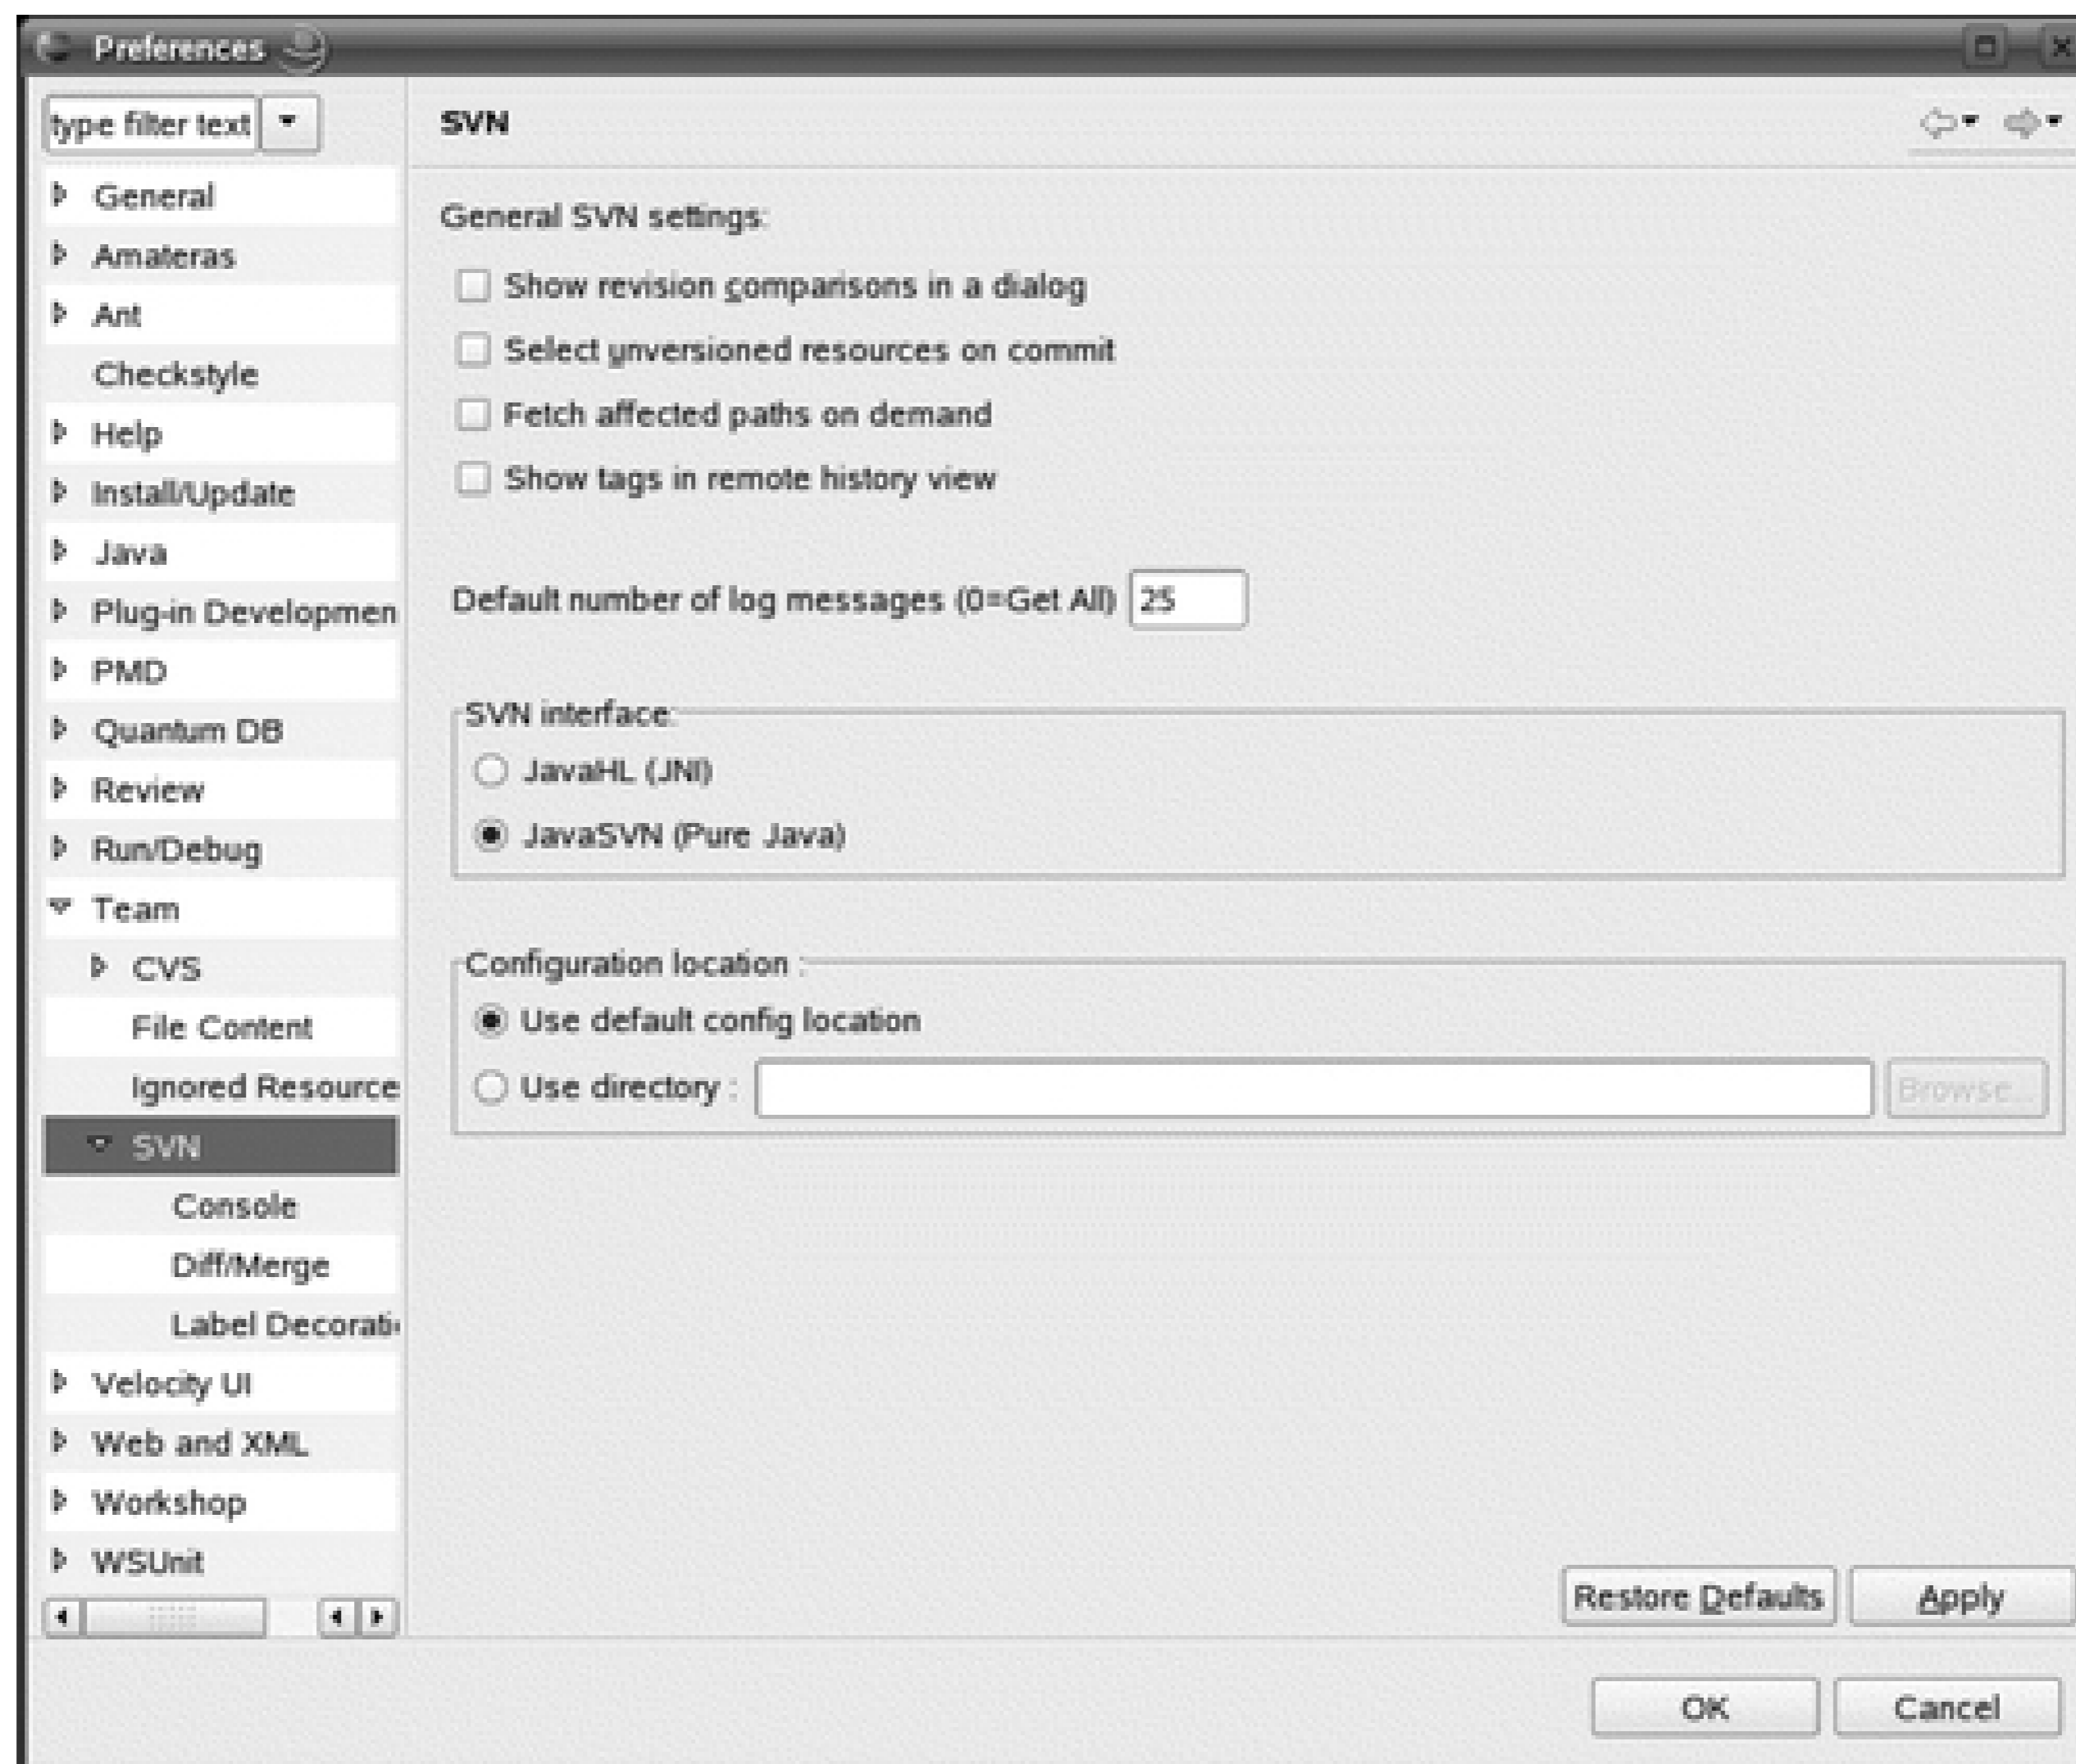 Preferences
type filter text
General
Amateras
Ant
Checkstyle
Help
Install/Update
Java
Plug-in Developmen
PMD
Quantum DB
Review
Run/Debug
Team
CVS
File Content
Ignored Resource
SVN
Console
Diff/Merge
Label Decorati
Velocity UI
Web and XML
Workshop
WSUnit
SVN
General SVN settings:
Show revision comparisons in a dialog
Select unversioned resources on commit
Fetch affected paths on demand
Show tags in remote history view
Default number of log messages (0=Get All) 25
SVN interface:
JavaHL (JNI)
JavaSVN (Pure Java)
Configuration location :
Use default config location
Use directory : Browse...
Restore Defaults Apply
OK Cancel